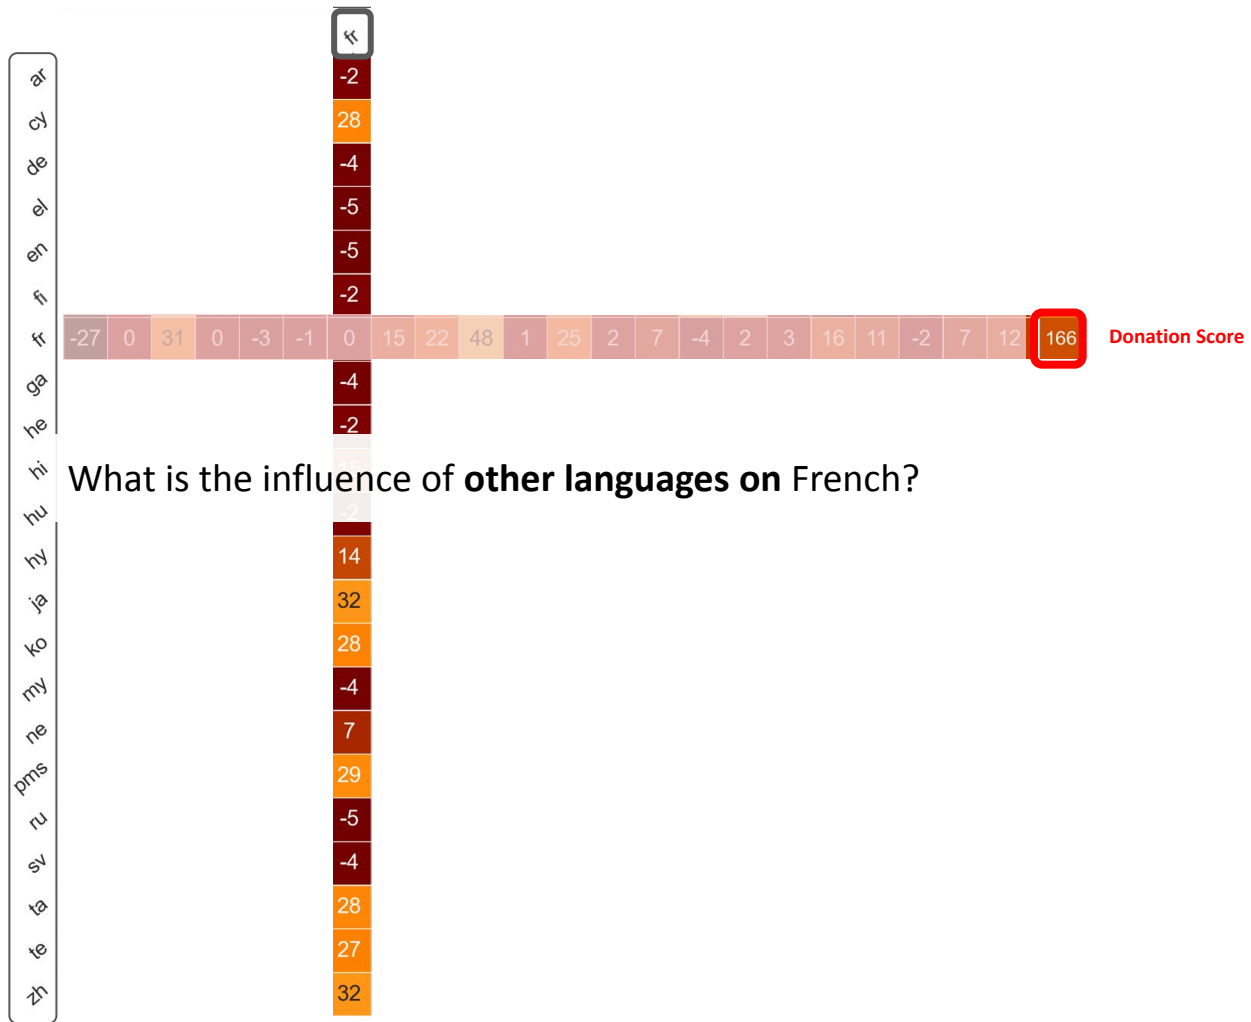 fr
ar -2
cy 28
de -4
el -5
en -5
fi -2
fr -27 0 31 0 -3 -1 0 15 22 48 1 25 2 7 -4 2 3 16 11 -2 7 12 166 Donation Score
ga -4
he -2
hi
What is the influence of other languages on French?
hu -2
hy 14
ja 32
ko 28
my -4
ne 7
pms 29
ru -5
sv -4
ta 28
te 27
zh 32